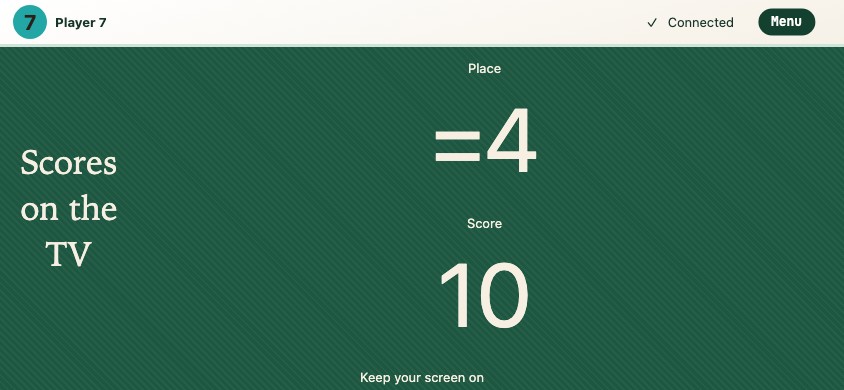 7
Player 7
✓ Connected
Menu
Scores
on the
TV
Place
=4
Score
10
Keep your screen on